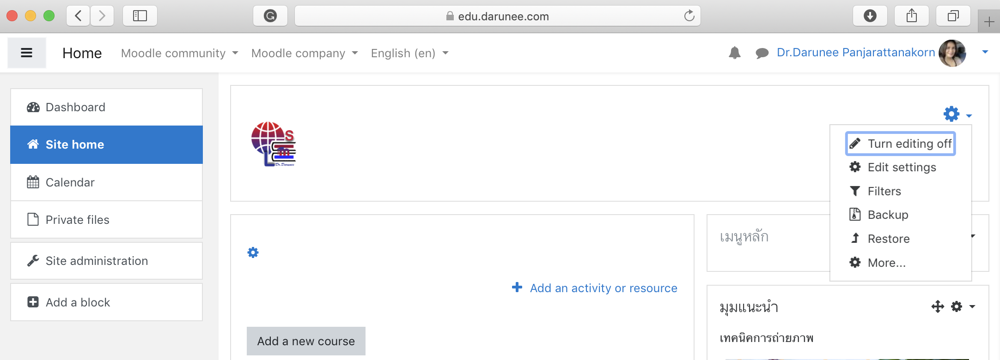 edu.darunee.com
Home Moodle community Moodle company English (en) Dr.Darunee Panjarattanakorn
Dashboard
Site home
Calendar
Private files
Site administration
Add a block
S
m
L
Dr.Darunee
Turn editing off
Edit settings
Filters
Backup
Restore
More...
Add an activity or resource
Add a new course
เมนูหลัก
มุมแนะนำ
เทคนิคการถ่ายภาพ